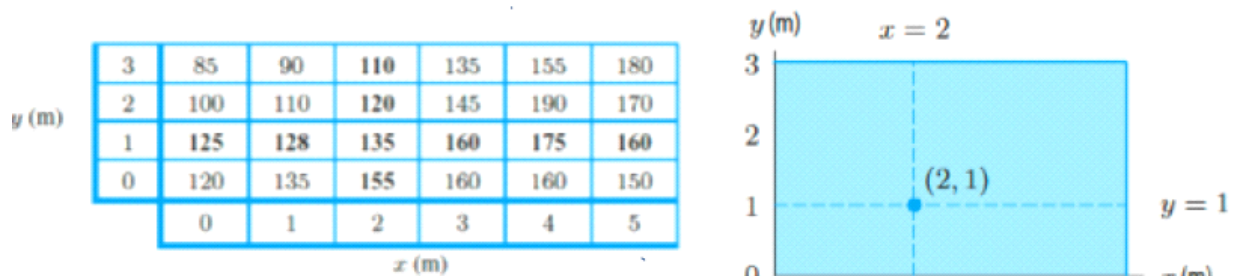 3 85 90 110 135 155 180
2 100 110 120 145 190 170
y (m)
1 125 128 135 160 175 160
0 120 135 155 160 160 150
0 1 2 3 4 5
x (m)
y (m) x = 2
3
2
(2, 1)
1 y = 1
0 x (m)